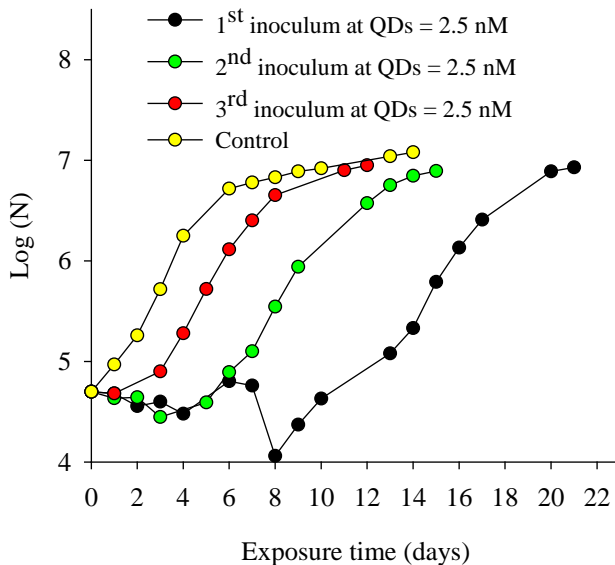 1st inoculum at QDs = 2.5 nM
2nd inoculum at QDs = 2.5 nM
3rd inoculum at QDs = 2.5 nM
Control
Log (N)
8
7
6
5
4
0 2 4 6 8 10 12 14 16 18 20 22
Exposure time (days)